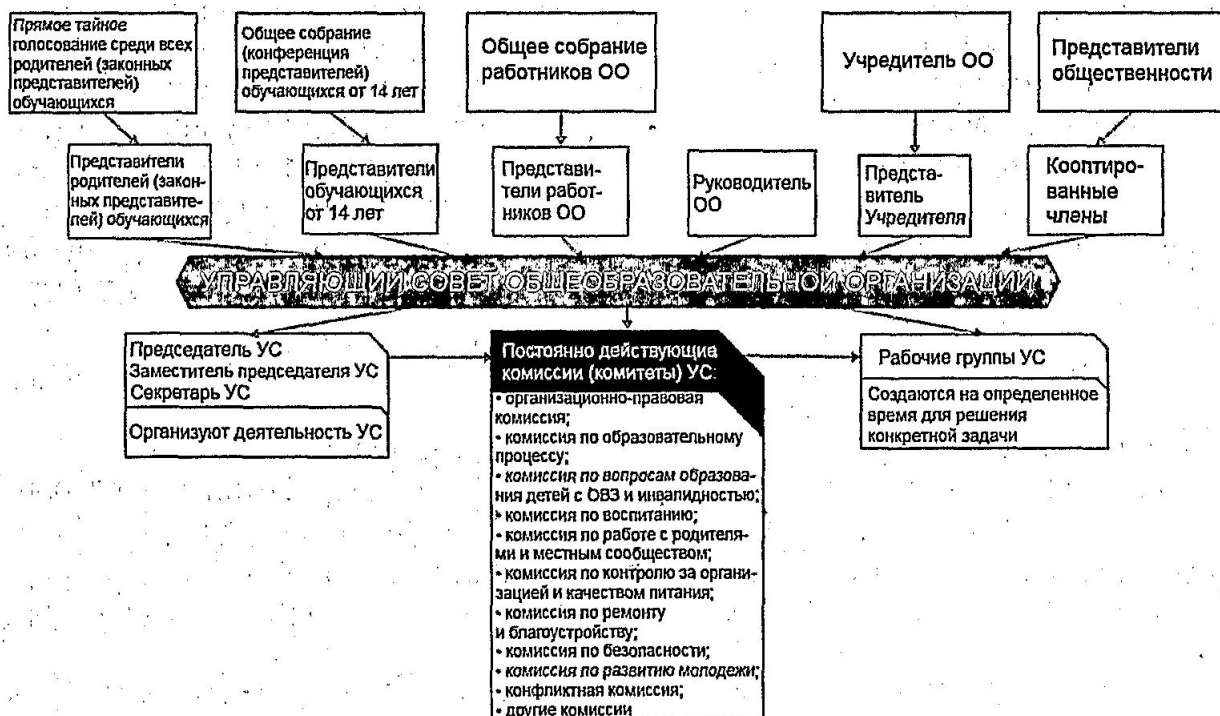 Прямое тайное
голосование среди всех
родителей (законных
представителей)
обучающихся
Общее собрание
(конференция
представителей)
обучающихся от 14 лет
Общее собрание
работников ОО
Учредитель ОО
Представители
общественности
Представители
родителей (закон-
ных представите-
лей) обучающихся
Представители
обучающихся
от 14 лет
Представи-
тели работ-
ников ОО
Руководитель
ОО
Предста-
витель
Учредителя
Кооптиро-
ванные
члены
УПРАВЛЯЮЩИЙ СОВЕТ ОБЩЕОБРАЗОВАТЕЛЬНОЙ ОРГАНИЗАЦИИ
Председатель УС
Заместитель председателя УС
Секретарь УС
Организуют деятельность УС
Постоянно действующие
комиссии (комитеты) УС:
• организационно-правовая
комиссия;
• комиссия по образовательному
процессу;
• комиссия по вопросам образова-
ния детей с ОВЗ и инвалидностью;
• комиссия по воспитанию;
• комиссия по работе с родителя-
ми и местным сообществом;
• комиссия по контролю за органи-
зацией и качеством питания;
• комиссия по ремонту
и благоустройству;
• комиссия по безопасности;
• комиссия по развитию молодежи;
• конфликтная комиссия;
• другие комиссии
Рабочие группы УС
Создаются на определенное
время для решения
конкретной задачи